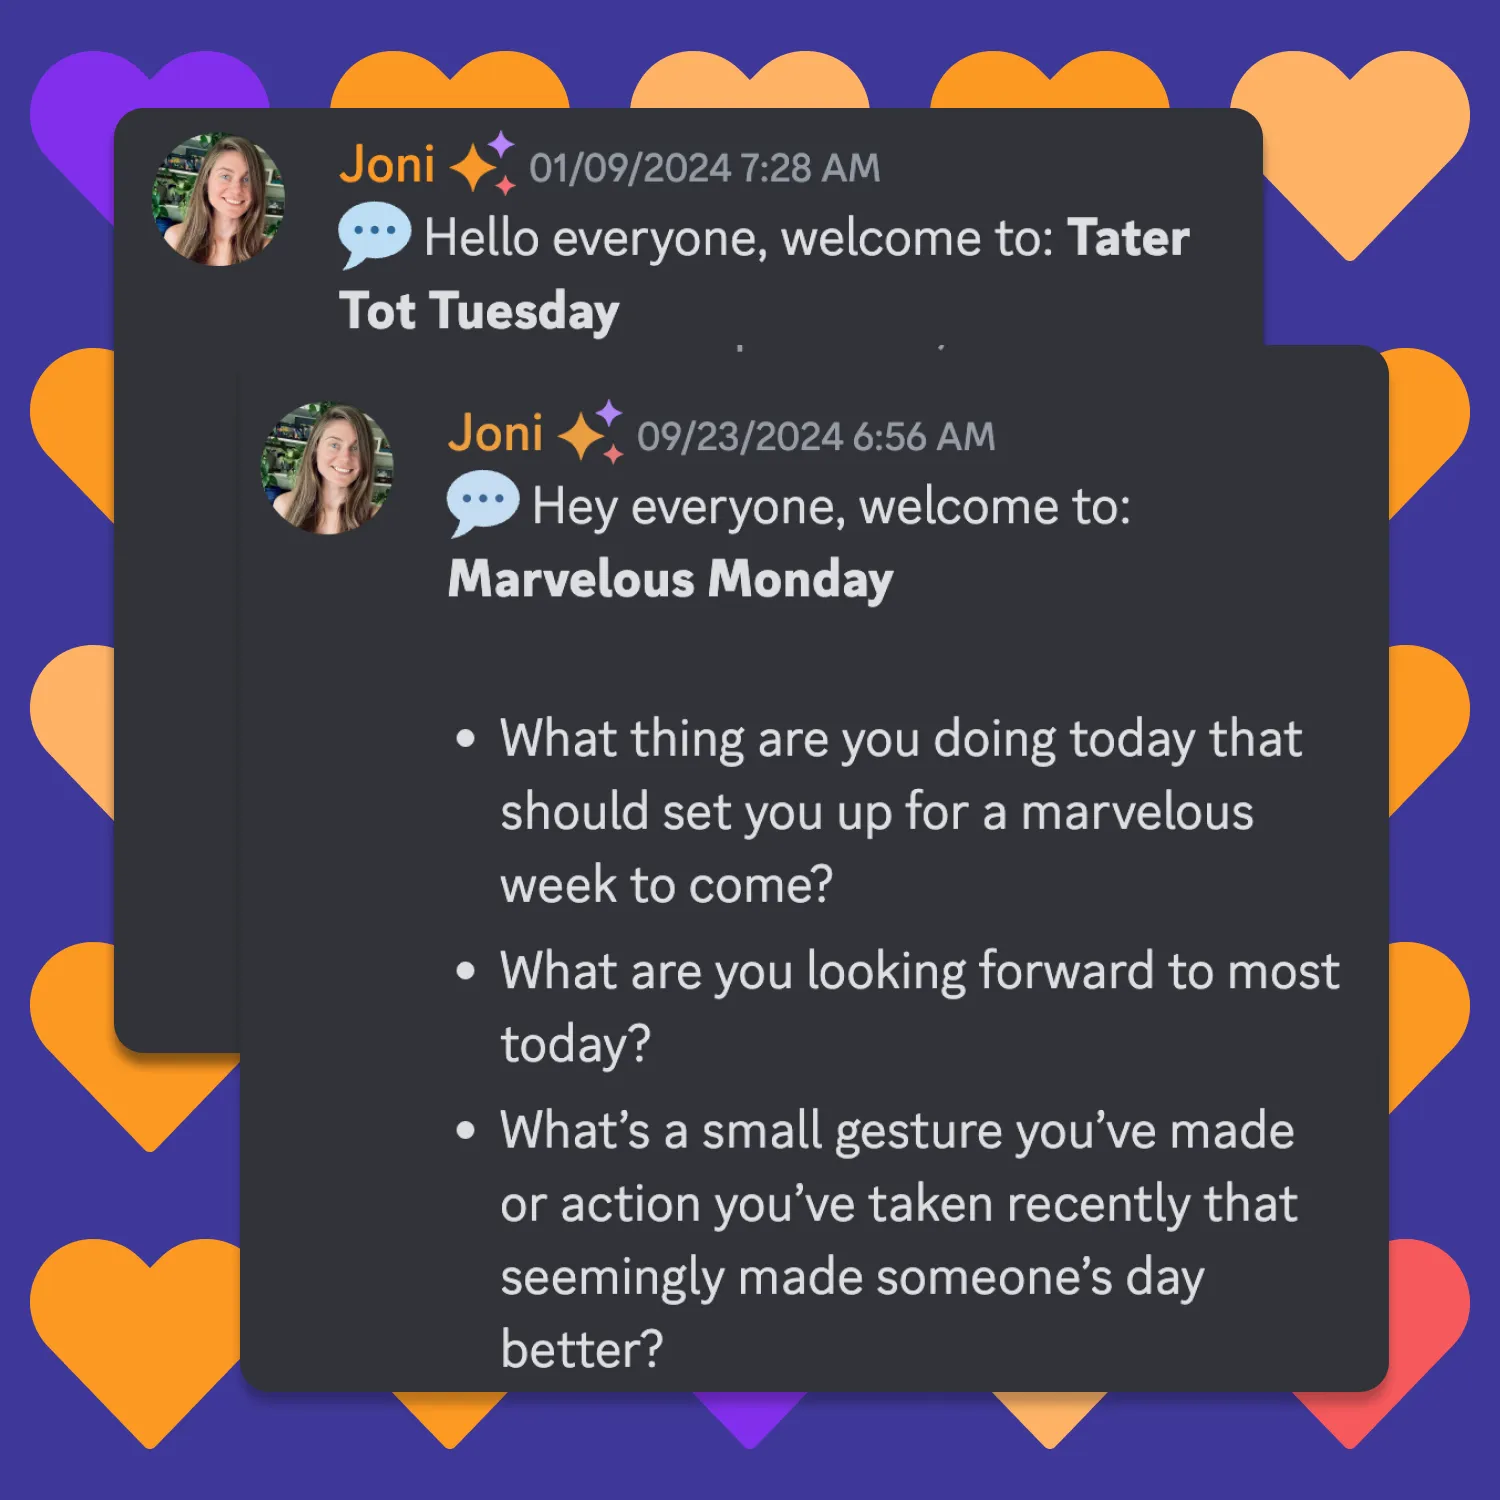 Joni 01/09/2024 7:28 AM
Hello everyone, welcome to: Tater
Tot Tuesday
Joni 09/23/2024 6:56 AM
Hey everyone, welcome to:
Marvelous Monday
• What thing are you doing today that
should set you up for a marvelous
week to come?
• What are you looking forward to most
today?
• What’s a small gesture you’ve made
or action you’ve taken recently that
seemingly made someone’s day
better?